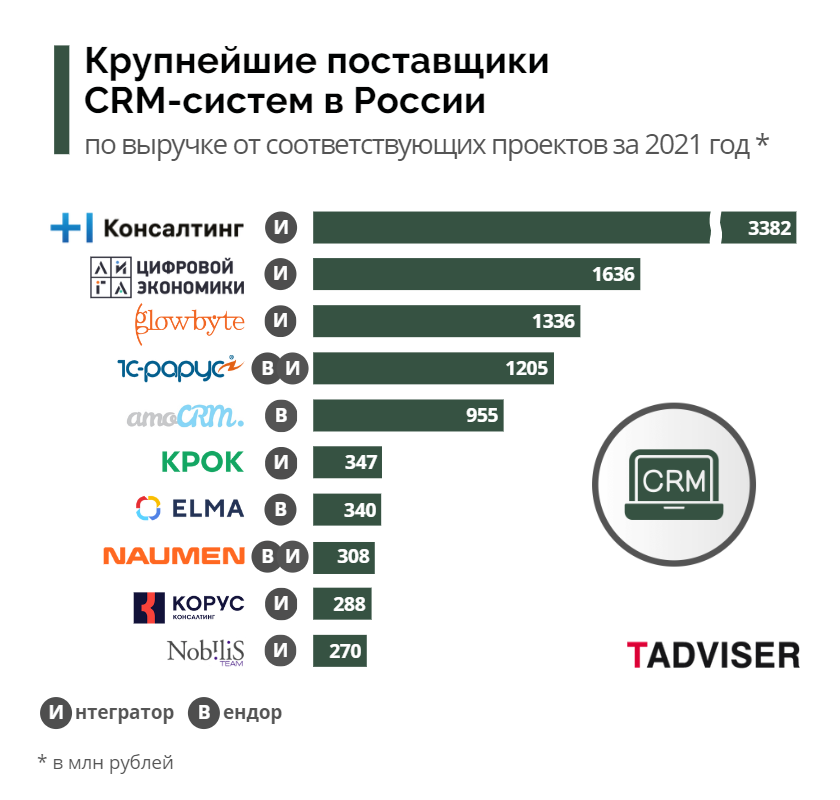 Крупнейшие поставщики
CRM-систем в России
по выручке от соответствующих проектов за 2021 год *
+1 Консалтинг И 3382
ЛИГА ЦИФРОВОЙ ЭКОНОМИКИ И 1636
glowbyte И 1336
1С-рарус В И 1205
amoCRM. В 955
КРОК И 347
ELMA В 340
NAUMEN В И 308
КОРУС КОНСАЛТИНГ И 288
Nob!liS TEAM И 270
CRM
TADVISER
Интегратор Вендор
* в млн рублей